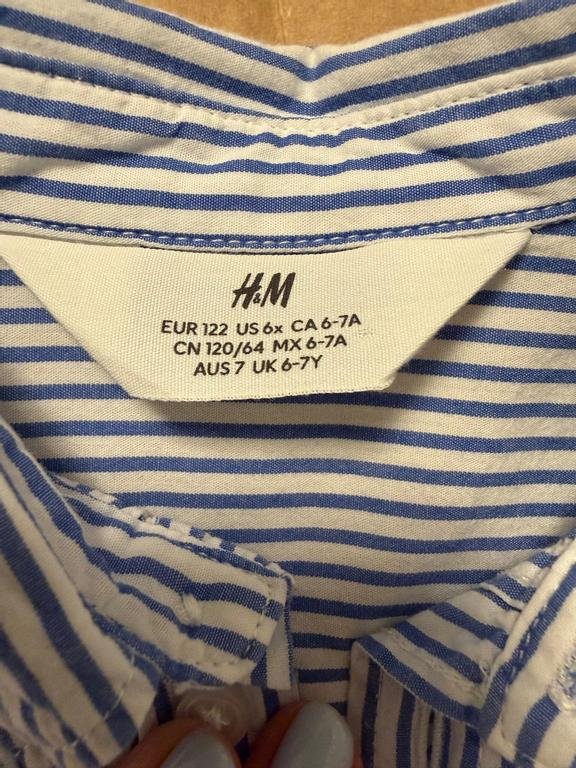 H&M
EUR 122 US 6x CA 6-7A
CN 120/64 MX 6-7A
AUS 7 UK 6-7Y